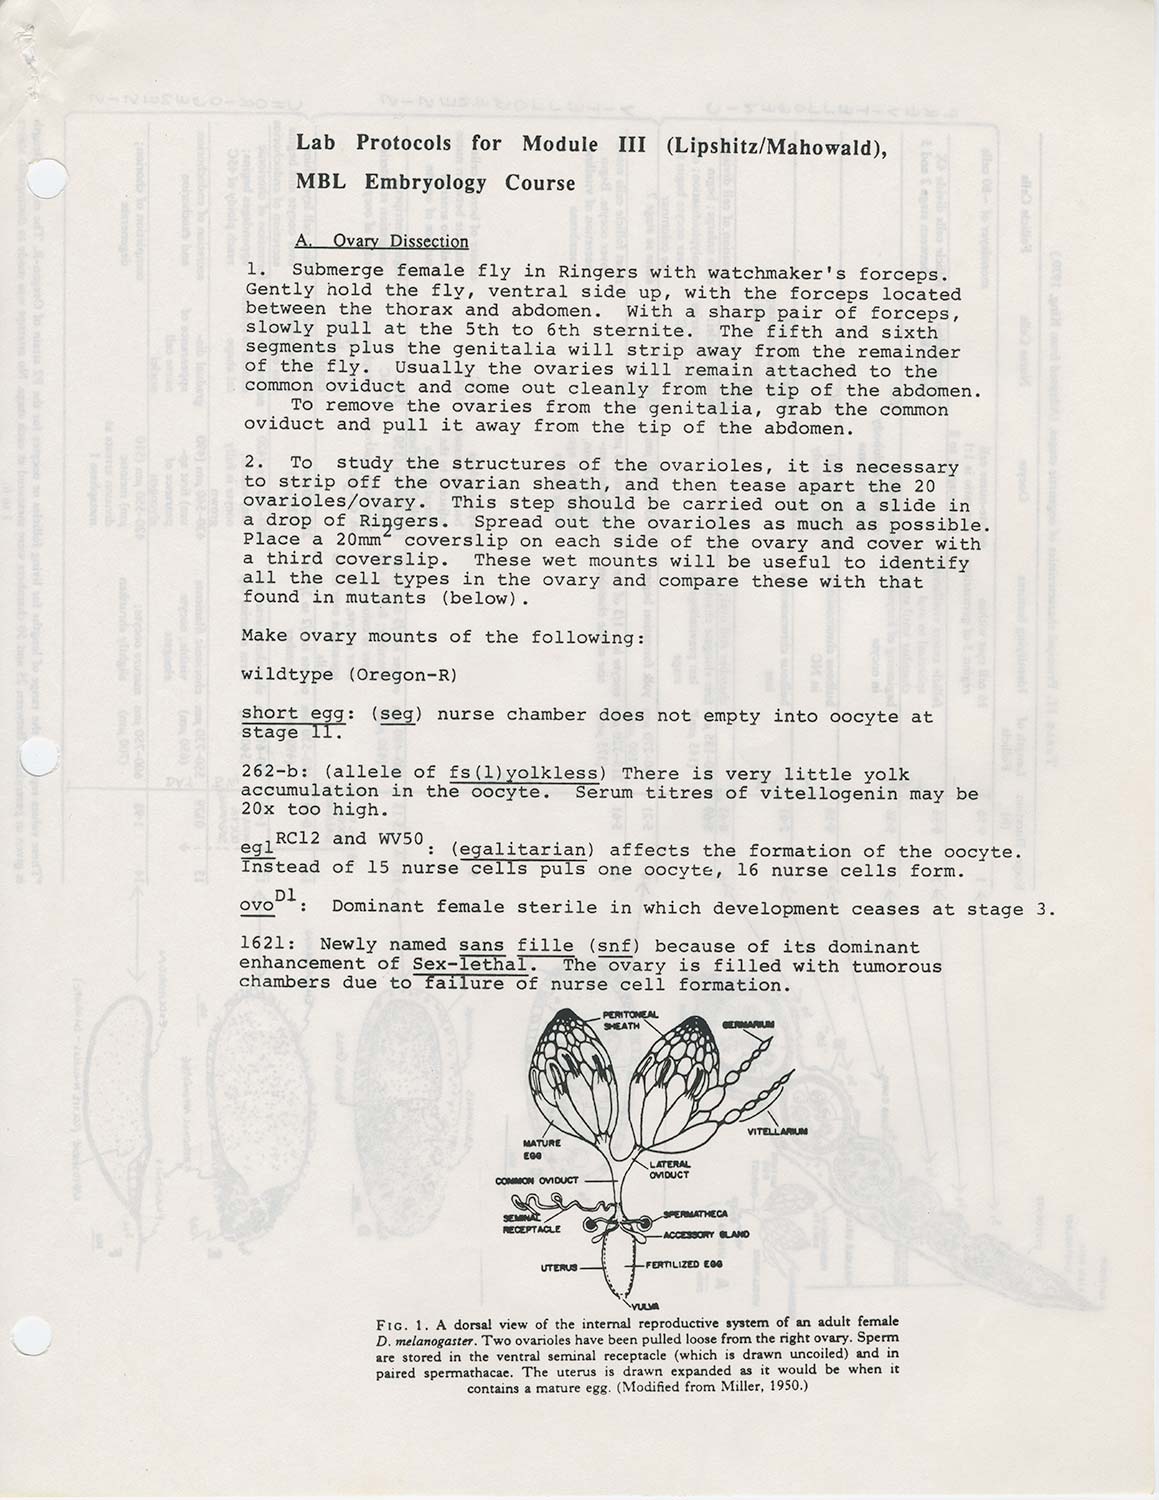 Lab Protocols for Module III (Lipshitz/Mahowald),
MBL Embryology Course
A. Ovary Dissection
1. Submerge female fly in Ringers with watchmaker's forceps.
Gently hold the fly, ventral side up, with the forceps located
between the thorax and abdomen. With a sharp pair of forceps,
slowly pull at the 5th to 6th sternite. The fifth and sixth
segments plus the genitalia will strip away from the remainder
of the fly. Usually the ovaries will remain attached to the
common oviduct and come out cleanly from the tip of the abdomen.
To remove the ovaries from the genitalia, grab the common
oviduct and pull it away from the tip of the abdomen.
2. To study the structures of the ovarioles, it is necessary
to strip off the ovarian sheath, and then tease apart the 20
ovarioles/ovary. This step should be carried out on a slide in
a drop of Ringers. Spread out the ovarioles as much as possible.
Place a 20mm² coverslip on each side of the ovary and cover with
a third coverslip. These wet mounts will be useful to identify
all the cell types in the ovary and compare these with that
found in mutants (below).
Make ovary mounts of the following:
wildtype (Oregon-R)
short egg: (seg) nurse chamber does not empty into oocyte at
stage 11.
262-b: (allele of fs(1)yolkless) There is very little yolk
accumulation in the oocyte. Serum titres of vitellogenin may be
20x too high.
egl RC12 and WV50: (egalitarian) affects the formation of the oocyte.
Instead of 15 nurse cells puls one oocyte, 16 nurse cells form.
ovo D1: Dominant female sterile in which development ceases at stage 3.
1621: Newly named sans fille (snf) because of its dominant
enhancement of Sex-lethal. The ovary is filled with tumorous
chambers due to failure of nurse cell formation.
PERITONEAL
SHEATH
GERMARIUM
VITELLARIUM
MATURE
EGG
LATERAL
OVIDUCT
COMMON OVIDUCT
SEMINAL
RECEPTACLE
SPERMATHECA
ACCESSORY GLAND
UTERUS
FERTILIZED EGG
VULVA
FIG. 1. A dorsal view of the internal reproductive system of an adult female
D. melanogaster. Two ovarioles have been pulled loose from the right ovary. Sperm
are stored in the ventral seminal receptacle (which is drawn uncoiled) and in
paired spermathacae. The uterus is drawn expanded as it would be when it
contains a mature egg. (Modified from Miller, 1950.)